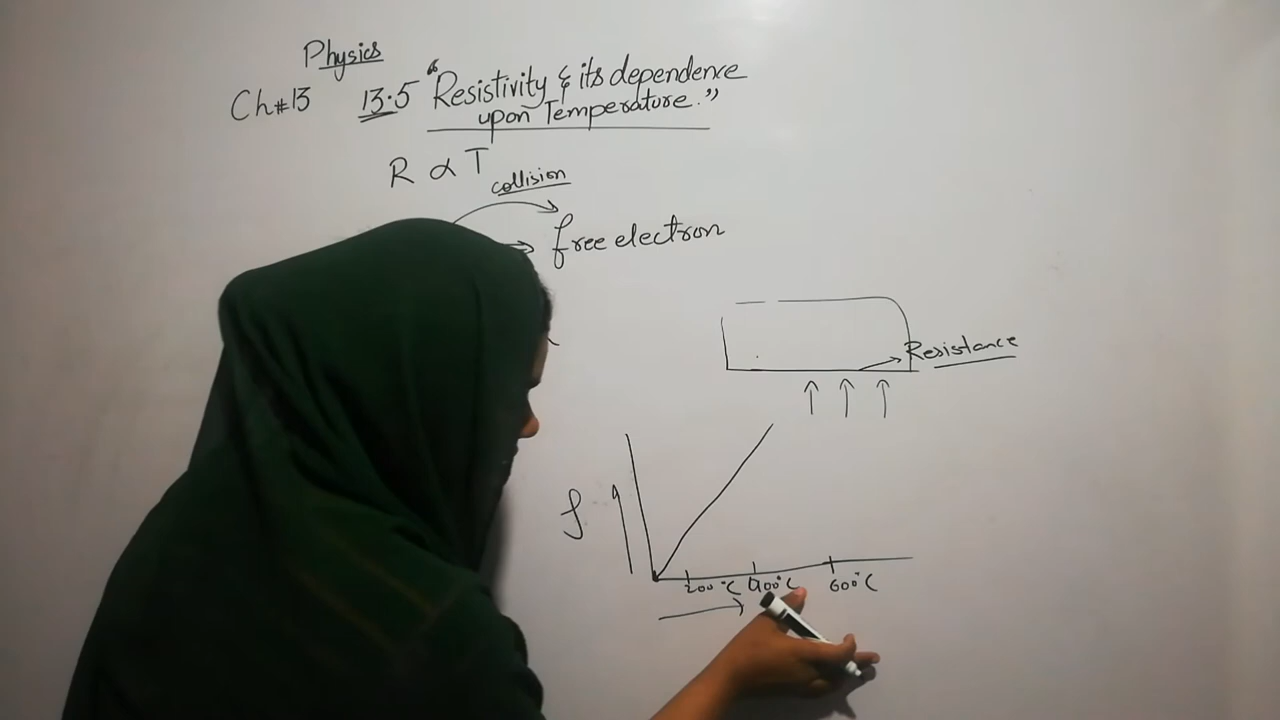 Physics
Ch#13 13.5 "Resistivity & its dependence
upon Temperature."
R ∝ T
collision
free electron
Resistance
ρ
200°C 400°C 600°C